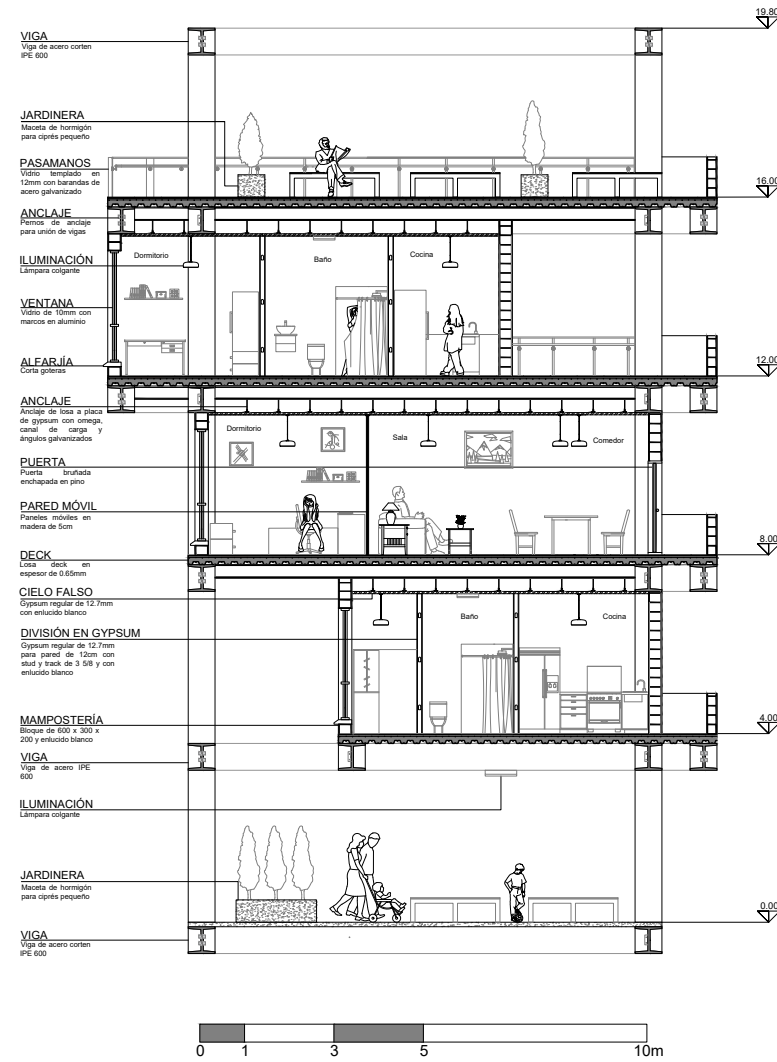 19.80
VIGA
Viga de acero corten
IPE 600
JARDINERA
Maceta de hormigón
para ciprés pequeño
PASAMANOS
Vidrio templado en
12mm con barandas de
acero galvanizado
16.00
ANCLAJE
Pernos de anclaje
para unión de vigas
ILUMINACIÓN
Lámpara colgante
Dormitorio
Baño
Cocina
VENTANA
Vidrio de 10mm con
marcos en aluminio
ALFARJÍA
Corta goteras
12.00
ANCLAJE
Anclaje de losa a placa
de gypsum con omega,
canal de carga y
ángulos galvanizados
Dormitorio
Sala
Comedor
PUERTA
Puerta bruñada
enchapada en pino
PARED MÓVIL
Paneles móviles en
madera de 5cm
8.00
DECK
Losa deck en
espesor de 0.65mm
CIELO FALSO
Gypsum regular de 12.7mm
con enlucido blanco
Baño
Cocina
DIVISIÓN EN GYPSUM
Gypsum regular de 12.7mm
para pared de 12cm con
stud y track de 3 5/8 y con
enlucido blanco
MAMPOSTERÍA
Bloque de 600 x 300 x
200 y enlucido blanco
4.00
VIGA
Viga de acero IPE
600
ILUMINACIÓN
Lámpara colgante
JARDINERA
Maceta de hormigón
para ciprés pequeño
0.00
VIGA
Viga de acero corten
IPE 600
0 1 3 5 10m